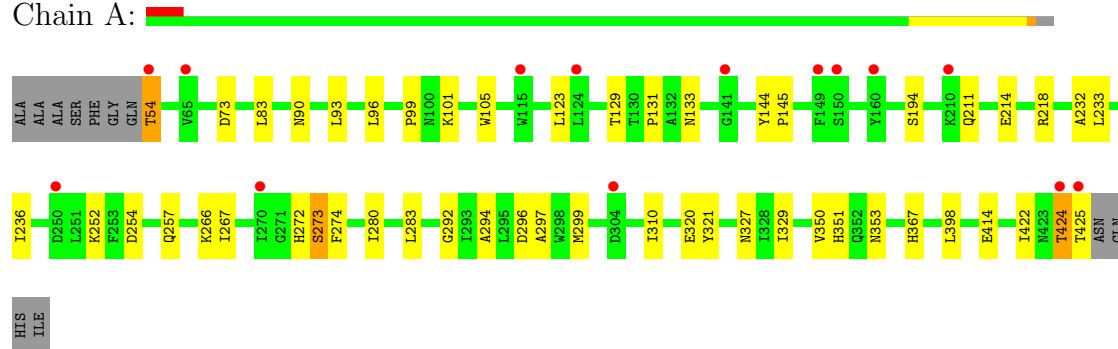 Chain A:
ALA ALA ALA SER PHE GLY GLN T54 V65 D73 L83 N90 L93 L96 P99 N100 K101 W105 W115 L123 L124 T129 T130 P131 A132 N133 G141 Y144 P145 F149 S150 Y160 S194 K210 Q211 E214 R218 A232 L233
I236 D250 L251 K252 F253 D254 Q257 K266 I267 I270 G271 H272 S273 F274 I280 L283 G292 I293 A294 L295 D296 A297 W298 M299 D304 I310 E320 Y321 N327 I328 I329 V350 H351 Q352 N353 H367 L398 E414 I422 N423 T424 T425 ASN GLN
HIS ILE